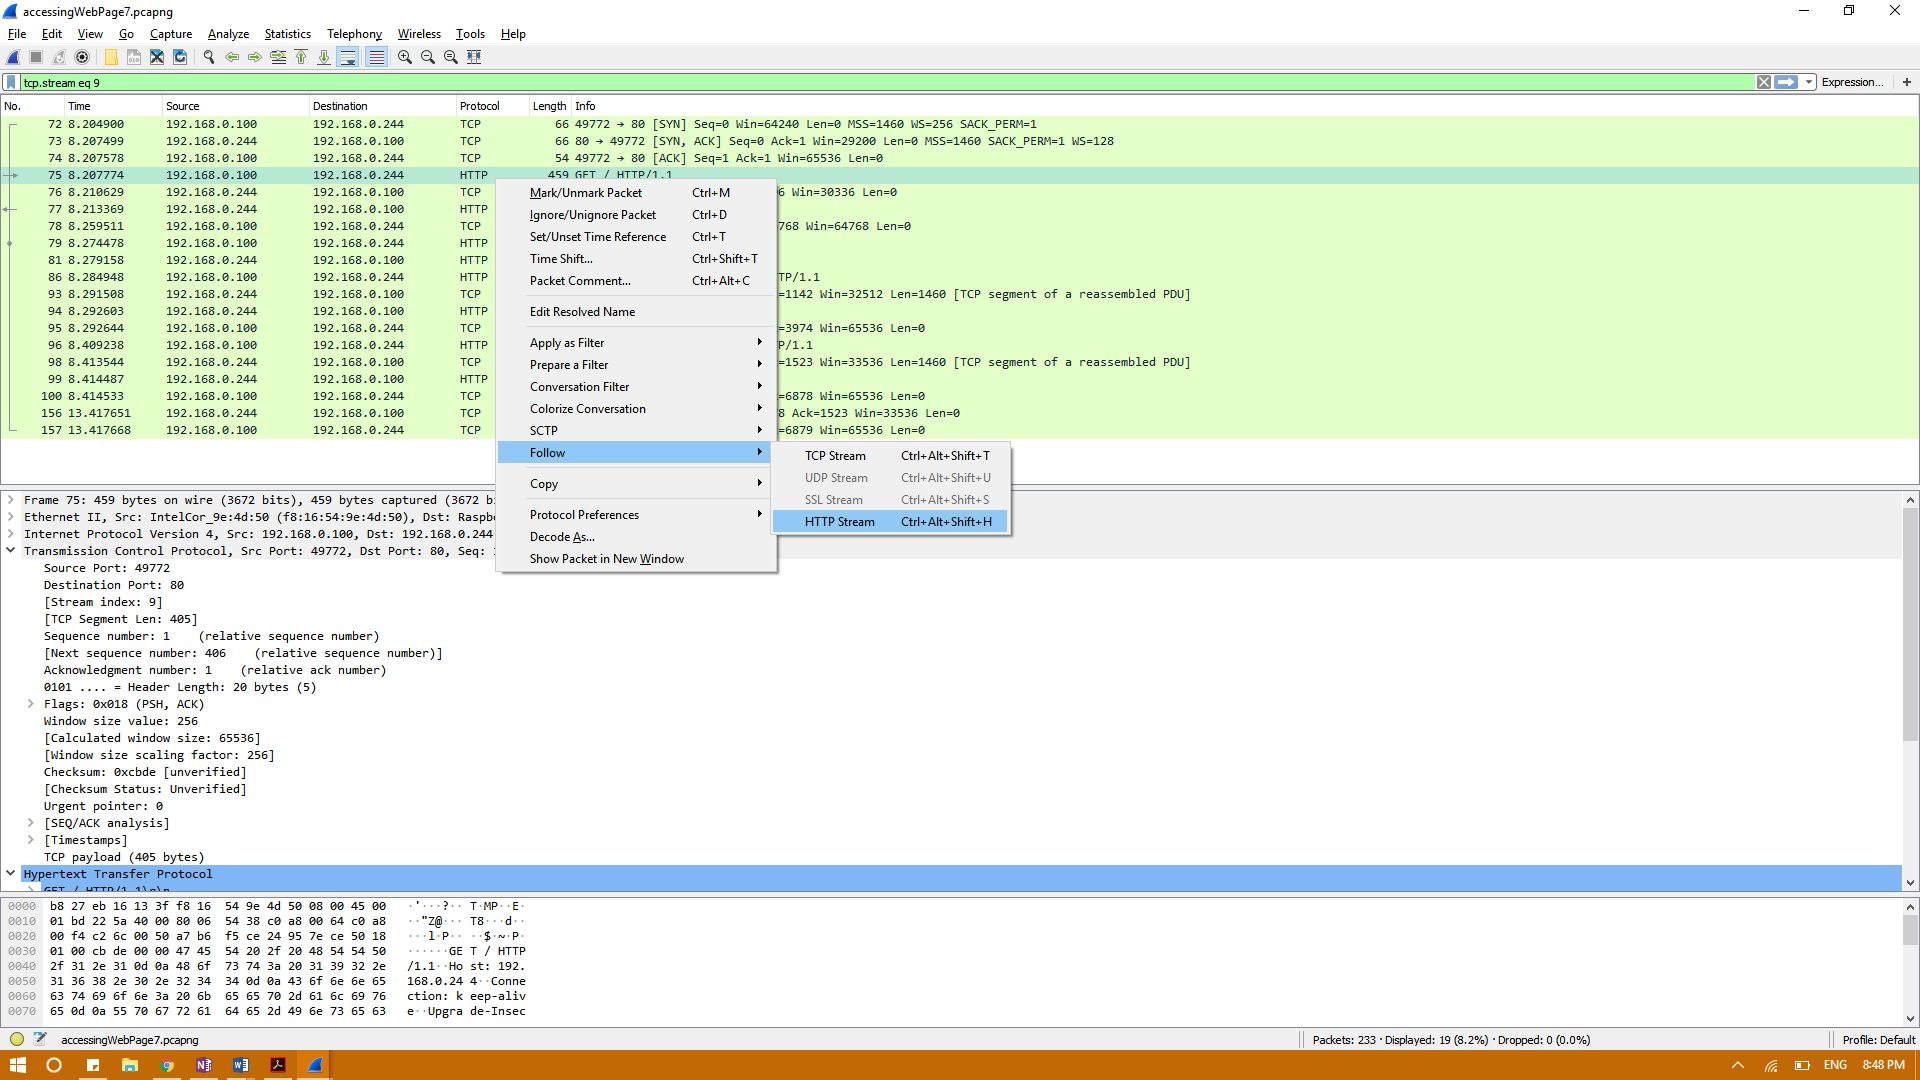 accessingWebPage7.pcapng
File Edit View Go Capture Analyze Statistics Telephony Wireless Tools Help
tcp.stream eq 9 Expression... +
No. Time Source Destination Protocol Length Info
72 8.204900 192.168.0.100 192.168.0.244 TCP 66 49772 → 80 [SYN] Seq=0 Win=64240 Len=0 MSS=1460 WS=256 SACK_PERM=1
73 8.207499 192.168.0.244 192.168.0.100 TCP 66 80 → 49772 [SYN, ACK] Seq=0 Ack=1 Win=29200 Len=0 MSS=1460 SACK_PERM=1 WS=128
74 8.207578 192.168.0.100 192.168.0.244 TCP 54 49772 → 80 [ACK] Seq=1 Ack=1 Win=65536 Len=0
75 8.207774 192.168.0.100 192.168.0.244 HTTP 459 GET / HTTP/1.1
76 8.210629 192.168.0.244 192.168.0.100 TCP 6 Win=30336 Len=0
77 8.213369 192.168.0.244 192.168.0.100 HTTP
78 8.259511 192.168.0.100 192.168.0.244 TCP 768 Win=64768 Len=0
79 8.274478 192.168.0.100 192.168.0.244 HTTP
81 8.279158 192.168.0.244 192.168.0.100 HTTP
86 8.284948 192.168.0.100 192.168.0.244 HTTP TP/1.1
93 8.291508 192.168.0.244 192.168.0.100 TCP =1142 Win=32512 Len=1460 [TCP segment of a reassembled PDU]
94 8.292603 192.168.0.244 192.168.0.100 HTTP
95 8.292644 192.168.0.100 192.168.0.244 TCP =3974 Win=65536 Len=0
96 8.409238 192.168.0.100 192.168.0.244 HTTP P/1.1
98 8.413544 192.168.0.244 192.168.0.100 TCP =1523 Win=33536 Len=1460 [TCP segment of a reassembled PDU]
99 8.414487 192.168.0.244 192.168.0.100 HTTP
100 8.414533 192.168.0.100 192.168.0.244 TCP =6878 Win=65536 Len=0
156 13.417651 192.168.0.244 192.168.0.100 TCP 8 Ack=1523 Win=33536 Len=0
157 13.417668 192.168.0.100 192.168.0.244 TCP =6879 Win=65536 Len=0
Mark/Unmark Packet Ctrl+M
Ignore/Unignore Packet Ctrl+D
Set/Unset Time Reference Ctrl+T
Time Shift... Ctrl+Shift+T
Packet Comment... Ctrl+Alt+C
Edit Resolved Name
Apply as Filter
Prepare a Filter
Conversation Filter
Colorize Conversation
SCTP
Follow
Copy
Protocol Preferences
Decode As...
Show Packet in New Window
TCP Stream Ctrl+Alt+Shift+T
UDP Stream Ctrl+Alt+Shift+U
SSL Stream Ctrl+Alt+Shift+S
HTTP Stream Ctrl+Alt+Shift+H
Frame 75: 459 bytes on wire (3672 bits), 459 bytes captured (3672 bi
Ethernet II, Src: IntelCor_9e:4d:50 (f8:16:54:9e:4d:50), Dst: Raspb
Internet Protocol Version 4, Src: 192.168.0.100, Dst: 192.168.0.244
Transmission Control Protocol, Src Port: 49772, Dst Port: 80, Seq:
Source Port: 49772
Destination Port: 80
[Stream index: 9]
[TCP Segment Len: 405]
Sequence number: 1 (relative sequence number)
[Next sequence number: 406 (relative sequence number)]
Acknowledgment number: 1 (relative ack number)
0101 .... = Header Length: 20 bytes (5)
Flags: 0x018 (PSH, ACK)
Window size value: 256
[Calculated window size: 65536]
[Window size scaling factor: 256]
Checksum: 0xcbde [unverified]
[Checksum Status: Unverified]
Urgent pointer: 0
[SEQ/ACK analysis]
[Timestamps]
TCP payload (405 bytes)
Hypertext Transfer Protocol
GET / HTTP/1.1\r\n
0000 b8 27 eb 16 13 3f f8 16 54 9e 4d 50 08 00 45 00 ·'···?·· T·MP··E·
0010 01 bd 22 5a 40 00 80 06 54 38 c0 a8 00 64 c0 a8 ··"Z@··· T8···d··
0020 00 f4 c2 6c 00 50 a7 b6 f5 ce 24 95 7e ce 50 18 ···l·P·· ··$·~·P·
0030 01 00 cb de 00 00 47 45 54 20 2f 20 48 54 54 50 ······GE T / HTTP
0040 2f 31 2e 31 0d 0a 48 6f 73 74 3a 20 31 39 32 2e /1.1··Ho st: 192.
0050 31 36 38 2e 30 2e 32 34 34 0d 0a 43 6f 6e 6e 65 168.0.24 4··Conne
0060 63 74 69 6f 6e 3a 20 6b 65 65 70 2d 61 6c 69 76 ction: k eep-aliv
0070 65 0d 0a 55 70 67 72 61 64 65 2d 49 6e 73 65 63 e··Upgra de-Insec
accessingWebPage7.pcapng Packets: 233 · Displayed: 19 (8.2%) · Dropped: 0 (0.0%) Profile: Default
ENG 8:48 PM